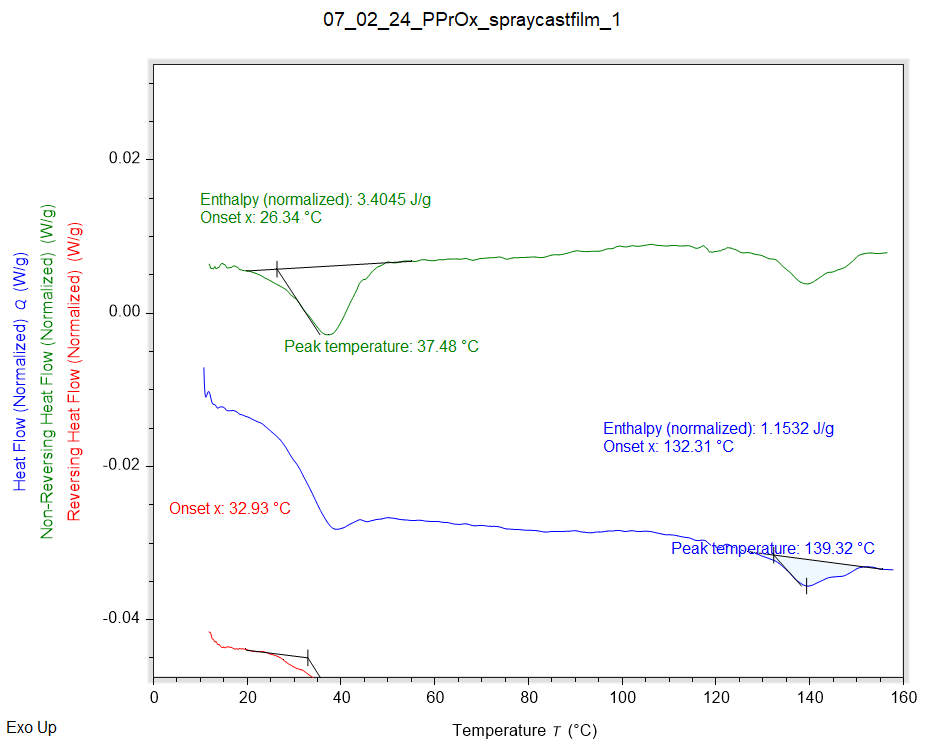 07_02_24_PPrOx_spraycastfilm_1
Heat Flow (Normalized) Q (W/g)
Non-Reversing Heat Flow (Normalized) (W/g)
Reversing Heat Flow (Normalized) (W/g)
0.02
0.00
-0.02
-0.04
Enthalpy (normalized): 3.4045 J/g
Onset x: 26.34 °C
Peak temperature: 37.48 °C
Enthalpy (normalized): 1.1532 J/g
Onset x: 132.31 °C
Onset x: 32.93 °C
Peak temperature: 139.32 °C
0 20 40 60 80 100 120 140 160
Exo Up
Temperature T (°C)